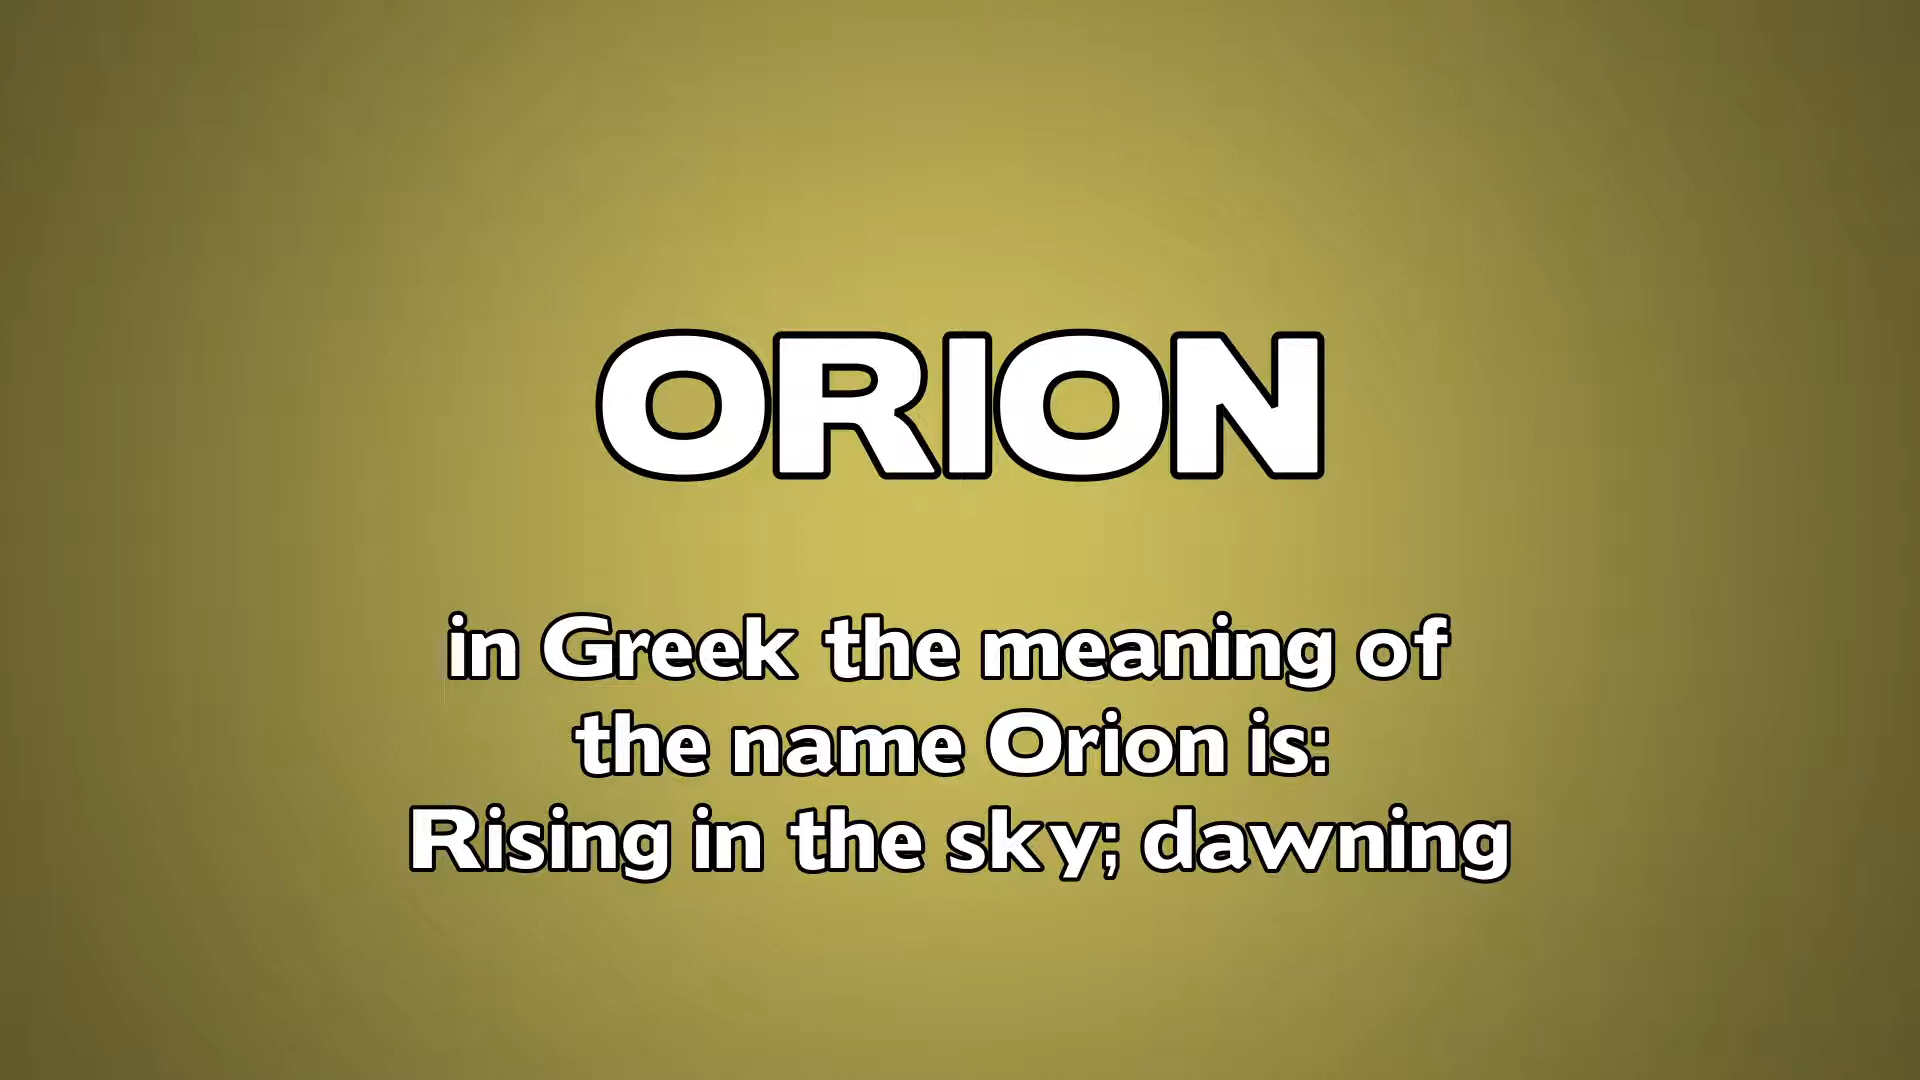 ORION
in Greek the meaning of
the name Orion is:
Rising in the sky; dawning